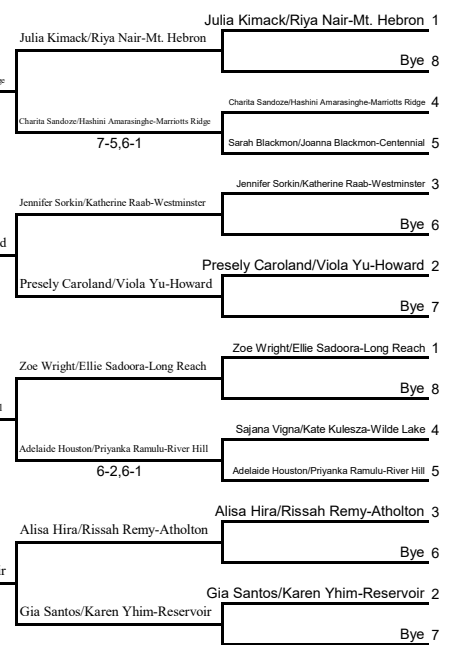 Julia Kimack/Riya Nair-Mt. Hebron 1
Julia Kimack/Riya Nair-Mt. Hebron
Bye 8
Charita Sandoze/Hashini Amarasinghe-Marriotts Ridge 4
Charita Sandoze/Hashini Amarasinghe-Marriotts Ridge
7-5,6-1
Sarah Blackmon/Joanna Blackmon-Centennial 5
Jennifer Sorkin/Katherine Raab-Westminster 3
Jennifer Sorkin/Katherine Raab-Westminster
Bye 6
Presely Caroland/Viola Yu-Howard 2
Presely Caroland/Viola Yu-Howard
Bye 7
Zoe Wright/Ellie Sadoora-Long Reach 1
Zoe Wright/Ellie Sadoora-Long Reach
Bye 8
Sajana Vigna/Kate Kulesza-Wilde Lake 4
Adelaide Houston/Priyanka Ramulu-River Hill
6-2,6-1
Adelaide Houston/Priyanka Ramulu-River Hill 5
Alisa Hira/Rissah Remy-Atholton 3
Alisa Hira/Rissah Remy-Atholton
Bye 6
Gia Santos/Karen Yhim-Reservoir 2
Gia Santos/Karen Yhim-Reservoir
Bye 7